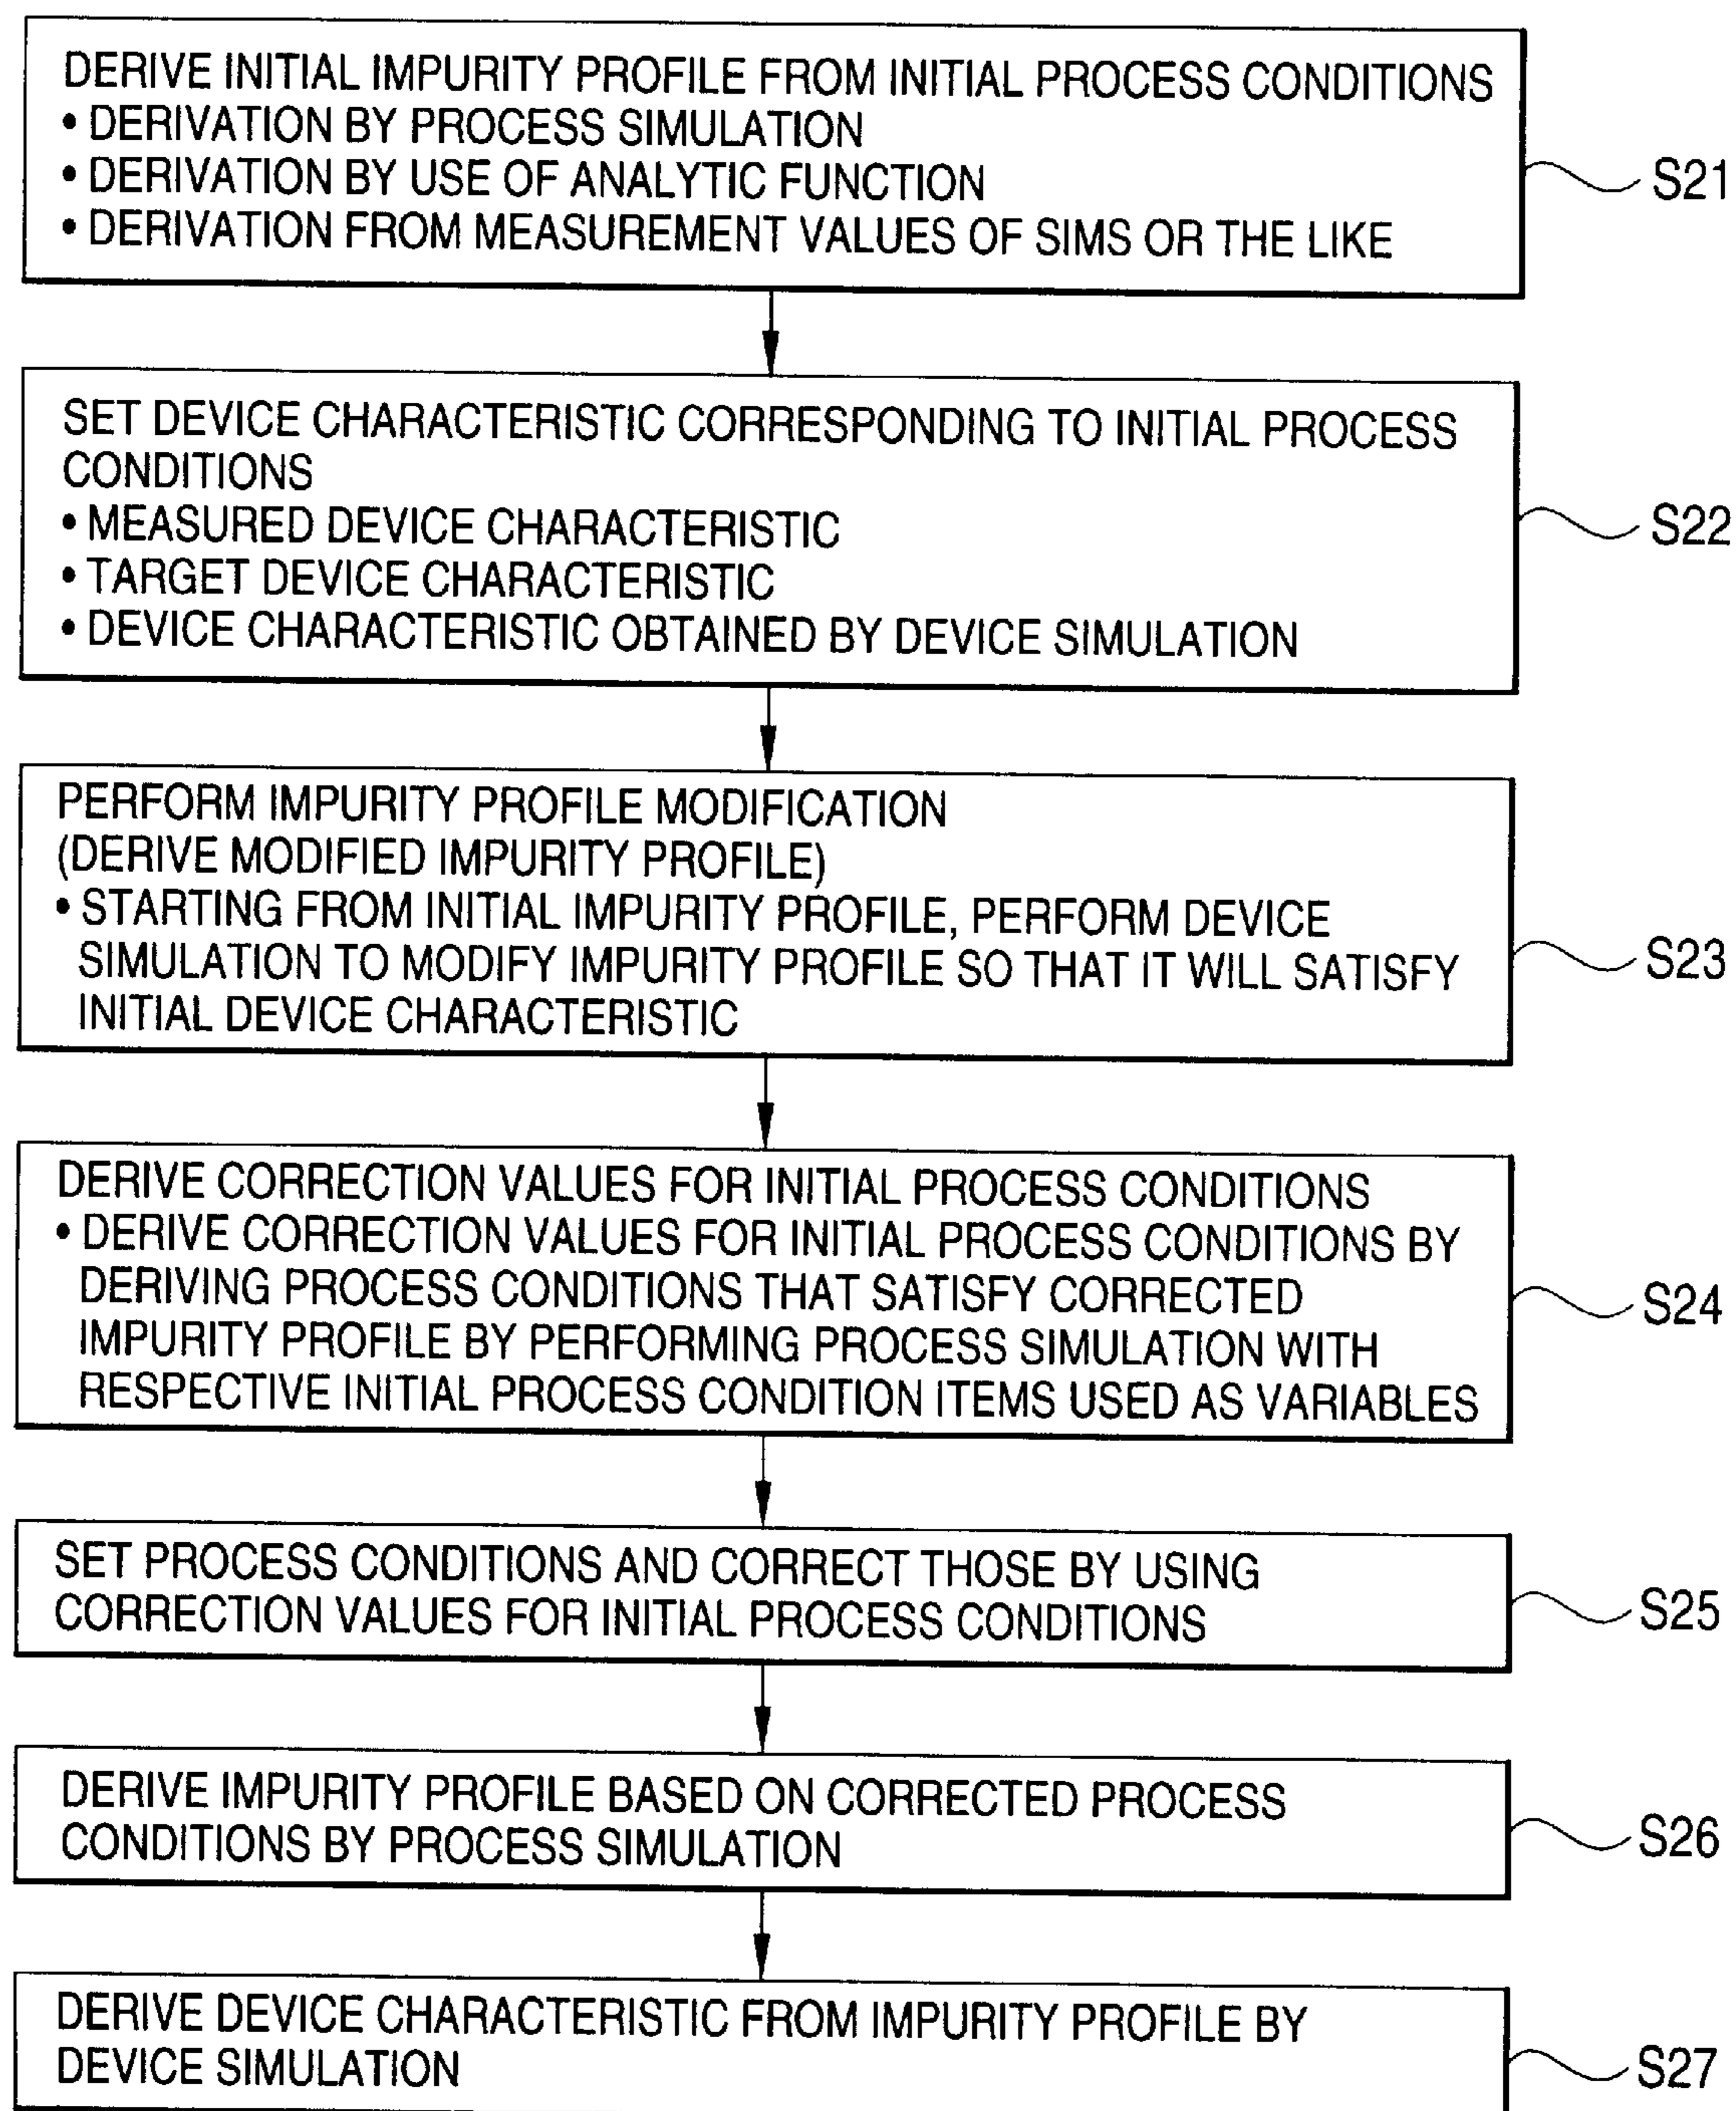 DERIVE INITIAL IMPURITY PROFILE FROM INITIAL PROCESS CONDITIONS
• DERIVATION BY PROCESS SIMULATION
• DERIVATION BY USE OF ANALYTIC FUNCTION
• DERIVATION FROM MEASUREMENT VALUES OF SIMS OR THE LIKE
S21
SET DEVICE CHARACTERISTIC CORRESPONDING TO INITIAL PROCESS
CONDITIONS
• MEASURED DEVICE CHARACTERISTIC
• TARGET DEVICE CHARACTERISTIC
• DEVICE CHARACTERISTIC OBTAINED BY DEVICE SIMULATION
S22
PERFORM IMPURITY PROFILE MODIFICATION
(DERIVE MODIFIED IMPURITY PROFILE)
• STARTING FROM INITIAL IMPURITY PROFILE, PERFORM DEVICE
SIMULATION TO MODIFY IMPURITY PROFILE SO THAT IT WILL SATISFY
INITIAL DEVICE CHARACTERISTIC
S23
DERIVE CORRECTION VALUES FOR INITIAL PROCESS CONDITIONS
• DERIVE CORRECTION VALUES FOR INITIAL PROCESS CONDITIONS BY
DERIVING PROCESS CONDITIONS THAT SATISFY CORRECTED
IMPURITY PROFILE BY PERFORMING PROCESS SIMULATION WITH
RESPECTIVE INITIAL PROCESS CONDITION ITEMS USED AS VARIABLES
S24
SET PROCESS CONDITIONS AND CORRECT THOSE BY USING
CORRECTION VALUES FOR INITIAL PROCESS CONDITIONS
S25
DERIVE IMPURITY PROFILE BASED ON CORRECTED PROCESS
CONDITIONS BY PROCESS SIMULATION
S26
DERIVE DEVICE CHARACTERISTIC FROM IMPURITY PROFILE BY
DEVICE SIMULATION
S27